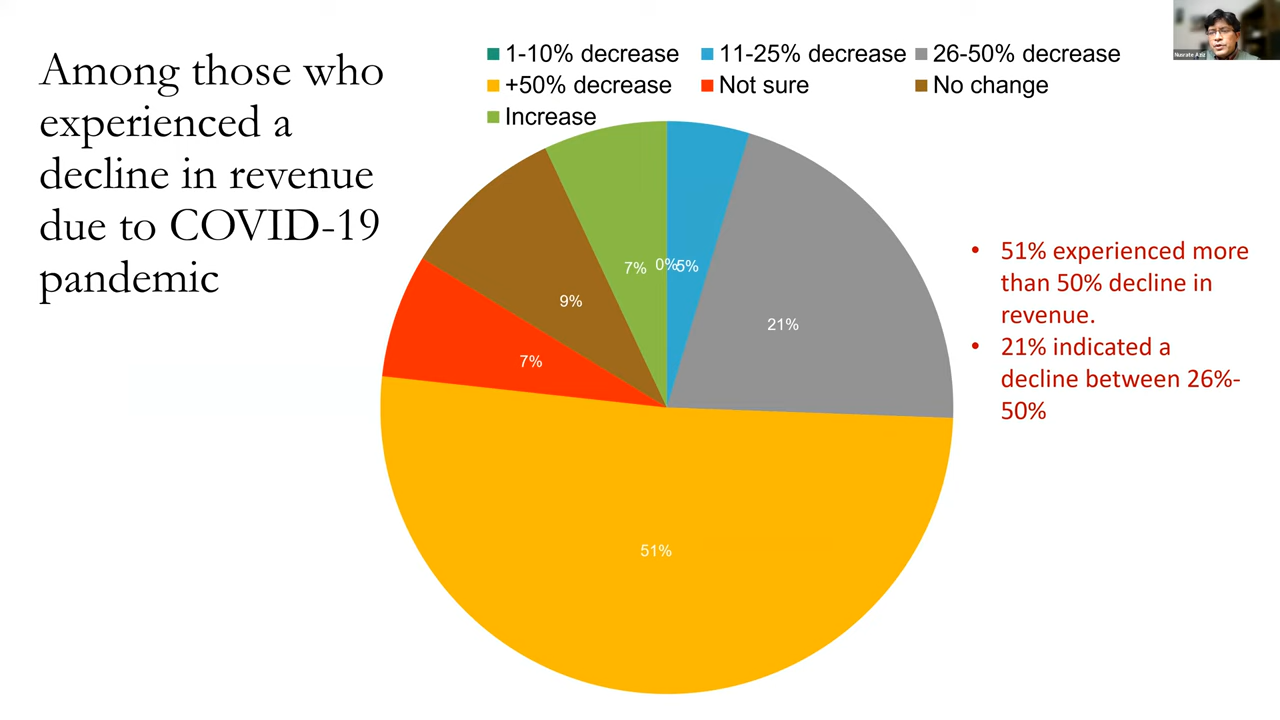 Among those who
experienced a
decline in revenue
due to COVID-19
pandemic
1-10% decrease
11-25% decrease
26-50% decrease
+50% decrease
Not sure
No change
Increase
7%
0%
5%
21%
9%
7%
51%
• 51% experienced more
than 50% decline in
revenue.
• 21% indicated a
decline between 26%-
50%
Nusrate Aziz